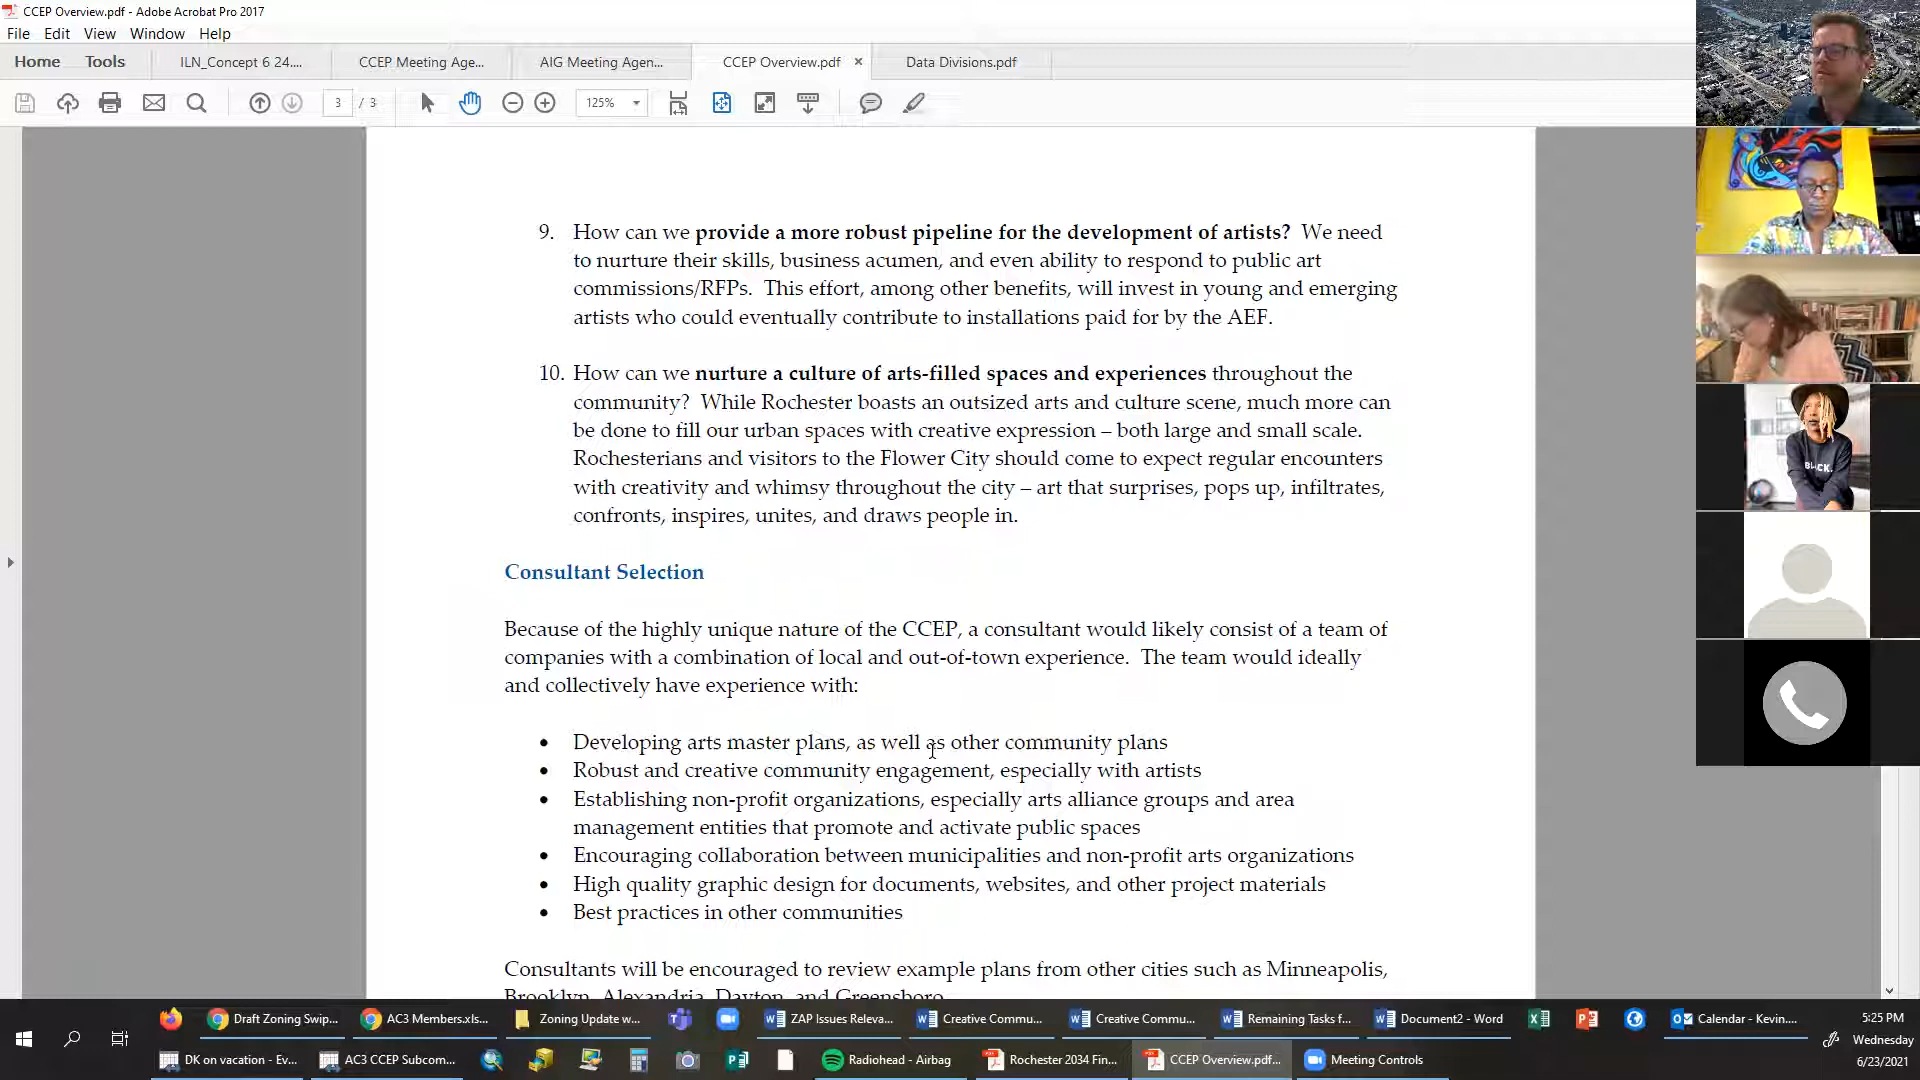 CCEP Overview.pdf - Adobe Acrobat Pro 2017
File Edit View Window Help
Home Tools ILN_Concept 6 24.... CCEP Meeting Age... AIG Meeting Agen... CCEP Overview.pdf × Data Divisions.pdf
3 / 3 125%
9. How can we provide a more robust pipeline for the development of artists? We need
to nurture their skills, business acumen, and even ability to respond to public art
commissions/RFPs. This effort, among other benefits, will invest in young and emerging
artists who could eventually contribute to installations paid for by the AEF.
10. How can we nurture a culture of arts-filled spaces and experiences throughout the
community? While Rochester boasts an outsized arts and culture scene, much more can
be done to fill our urban spaces with creative expression – both large and small scale.
Rochesterians and visitors to the Flower City should come to expect regular encounters
with creativity and whimsy throughout the city – art that surprises, pops up, infiltrates,
confronts, inspires, unites, and draws people in.
Consultant Selection
Because of the highly unique nature of the CCEP, a consultant would likely consist of a team of
companies with a combination of local and out-of-town experience. The team would ideally
and collectively have experience with:
• Developing arts master plans, as well as other community plans
• Robust and creative community engagement, especially with artists
• Establishing non-profit organizations, especially arts alliance groups and area
management entities that promote and activate public spaces
• Encouraging collaboration between municipalities and non-profit arts organizations
• High quality graphic design for documents, websites, and other project materials
• Best practices in other communities
Consultants will be encouraged to review example plans from other cities such as Minneapolis,
Brooklyn, Alexandria, Dayton, and Greensboro.
Draft Zoning Swip... AC3 Members.xls... Zoning Update w... ZAP Issues Releva... Creative Commu... Creative Commu... Remaining Tasks f... Document2 - Word Calendar - Kevin....
DK on vacation - Ev... AC3 CCEP Subcom... Radiohead - Airbag Rochester 2034 Fin... CCEP Overview.pdf... Meeting Controls
5:25 PM
Wednesday
6/23/2021